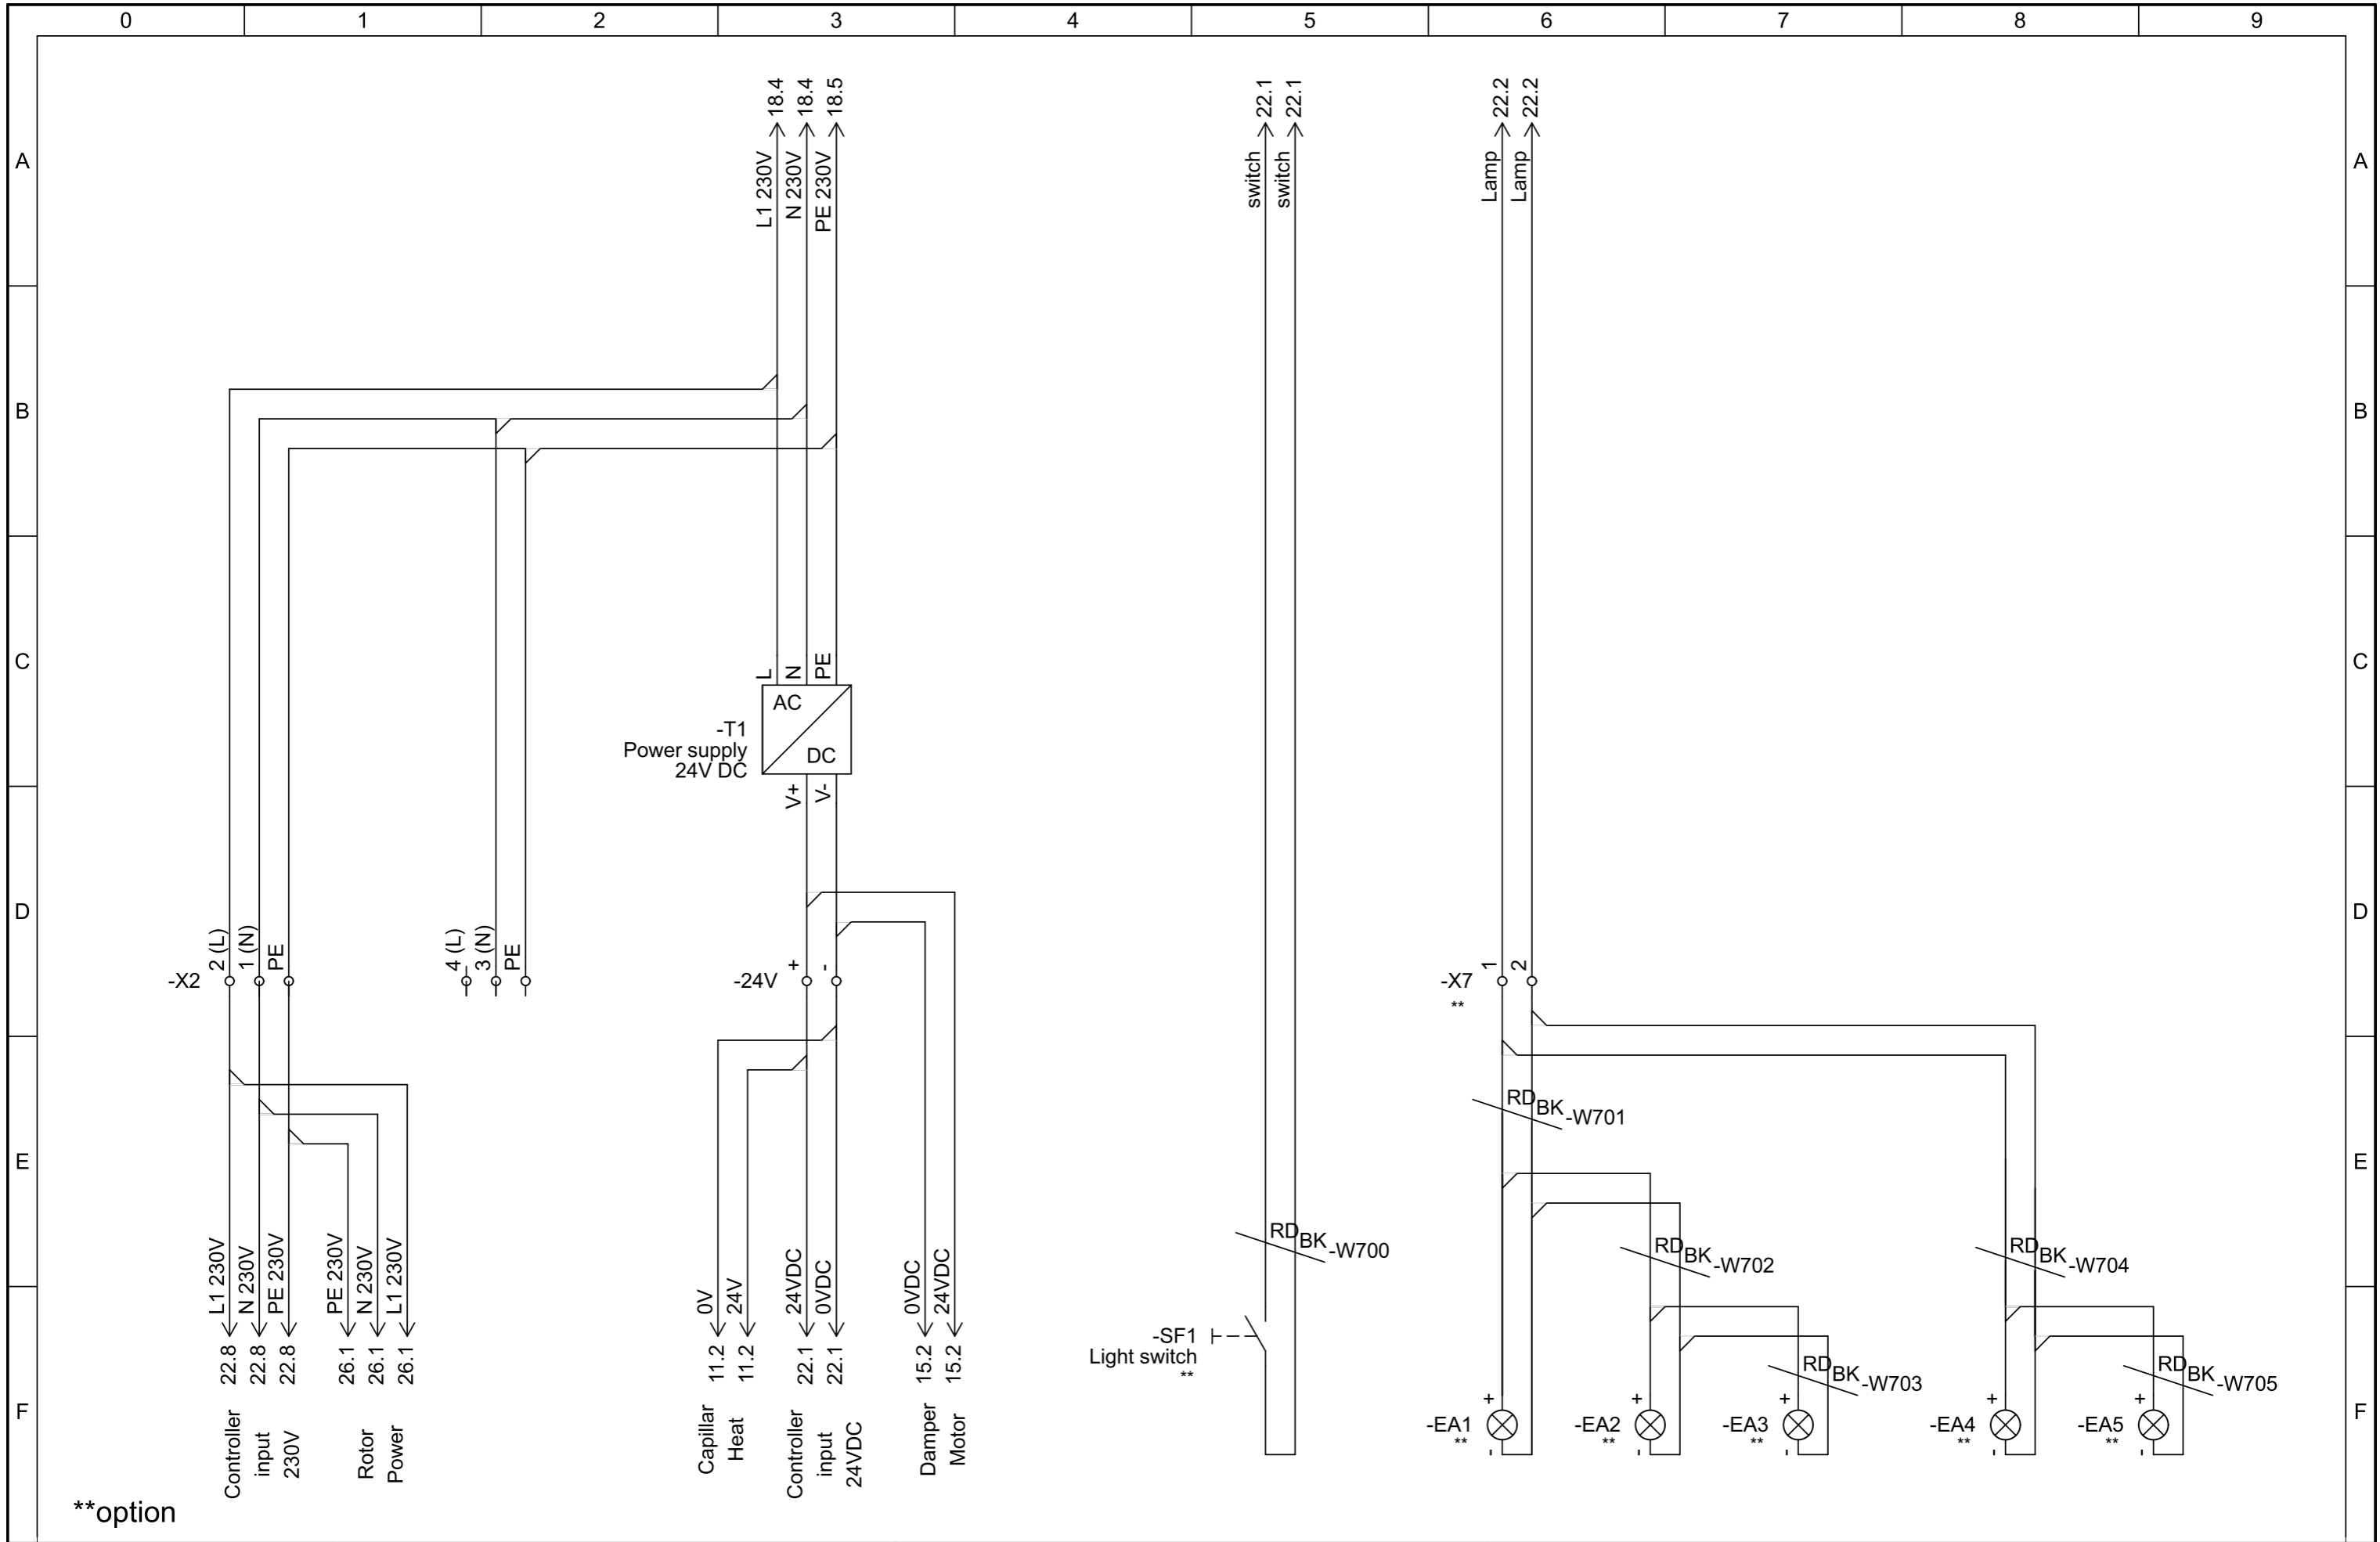 0 1 2 3 4 5 6 7 8 9
18.4 18.4 18.5 22.1 22.1 22.2 22.2
A L1 230V N 230V PE 230V switch switch Lamp Lamp A
B B
C L N PE C
AC
-T1
Power supply
24V DC
DC
V+ V-
D D
-X2 2 (L) 1 (N) PE 4 (L) 3 (N) PE
-24V + -
-X7 1 2
**
RD BK -W701
E E
RD BK -W700
RD BK -W702
RD BK -W704
L1 230V N 230V PE 230V PE 230V N 230V L1 230V
0V 24V 24VDC 0VDC 0VDC 24VDC
22.8 22.8 22.8 26.1 26.1 26.1
11.2 11.2 22.1 22.1 15.2 15.2
-SF1
Light switch
**
RD BK -W703
RD BK -W705
F F
+ + + + +
-EA1 -EA2 -EA3 -EA4 -EA5
** ** ** ** **
- - - - -
Controller
input
230V
Rotor
Power
Capillar
Heat
Controller
input
24VDC
Damper
Motor
**option